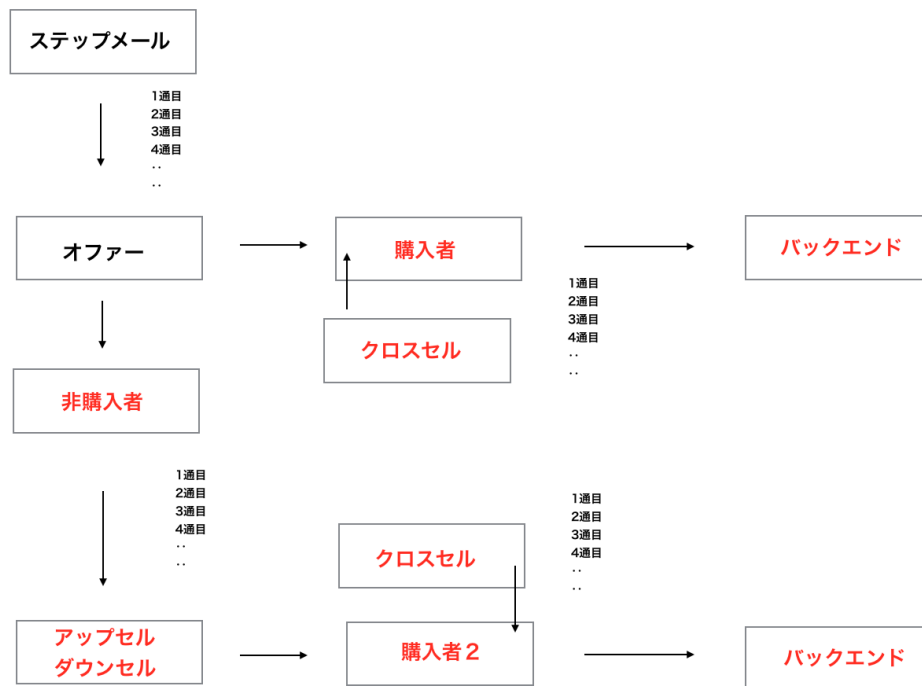 ステップメール
1通目
2通目
3通目
4通目
‥
‥
オファー
購入者
バックエンド
クロスセル
1通目
2通目
3通目
4通目
‥
‥
非購入者
1通目
2通目
3通目
4通目
‥
‥
クロスセル
1通目
2通目
3通目
4通目
‥
‥
アップセル
ダウンセル
購入者２
バックエンド